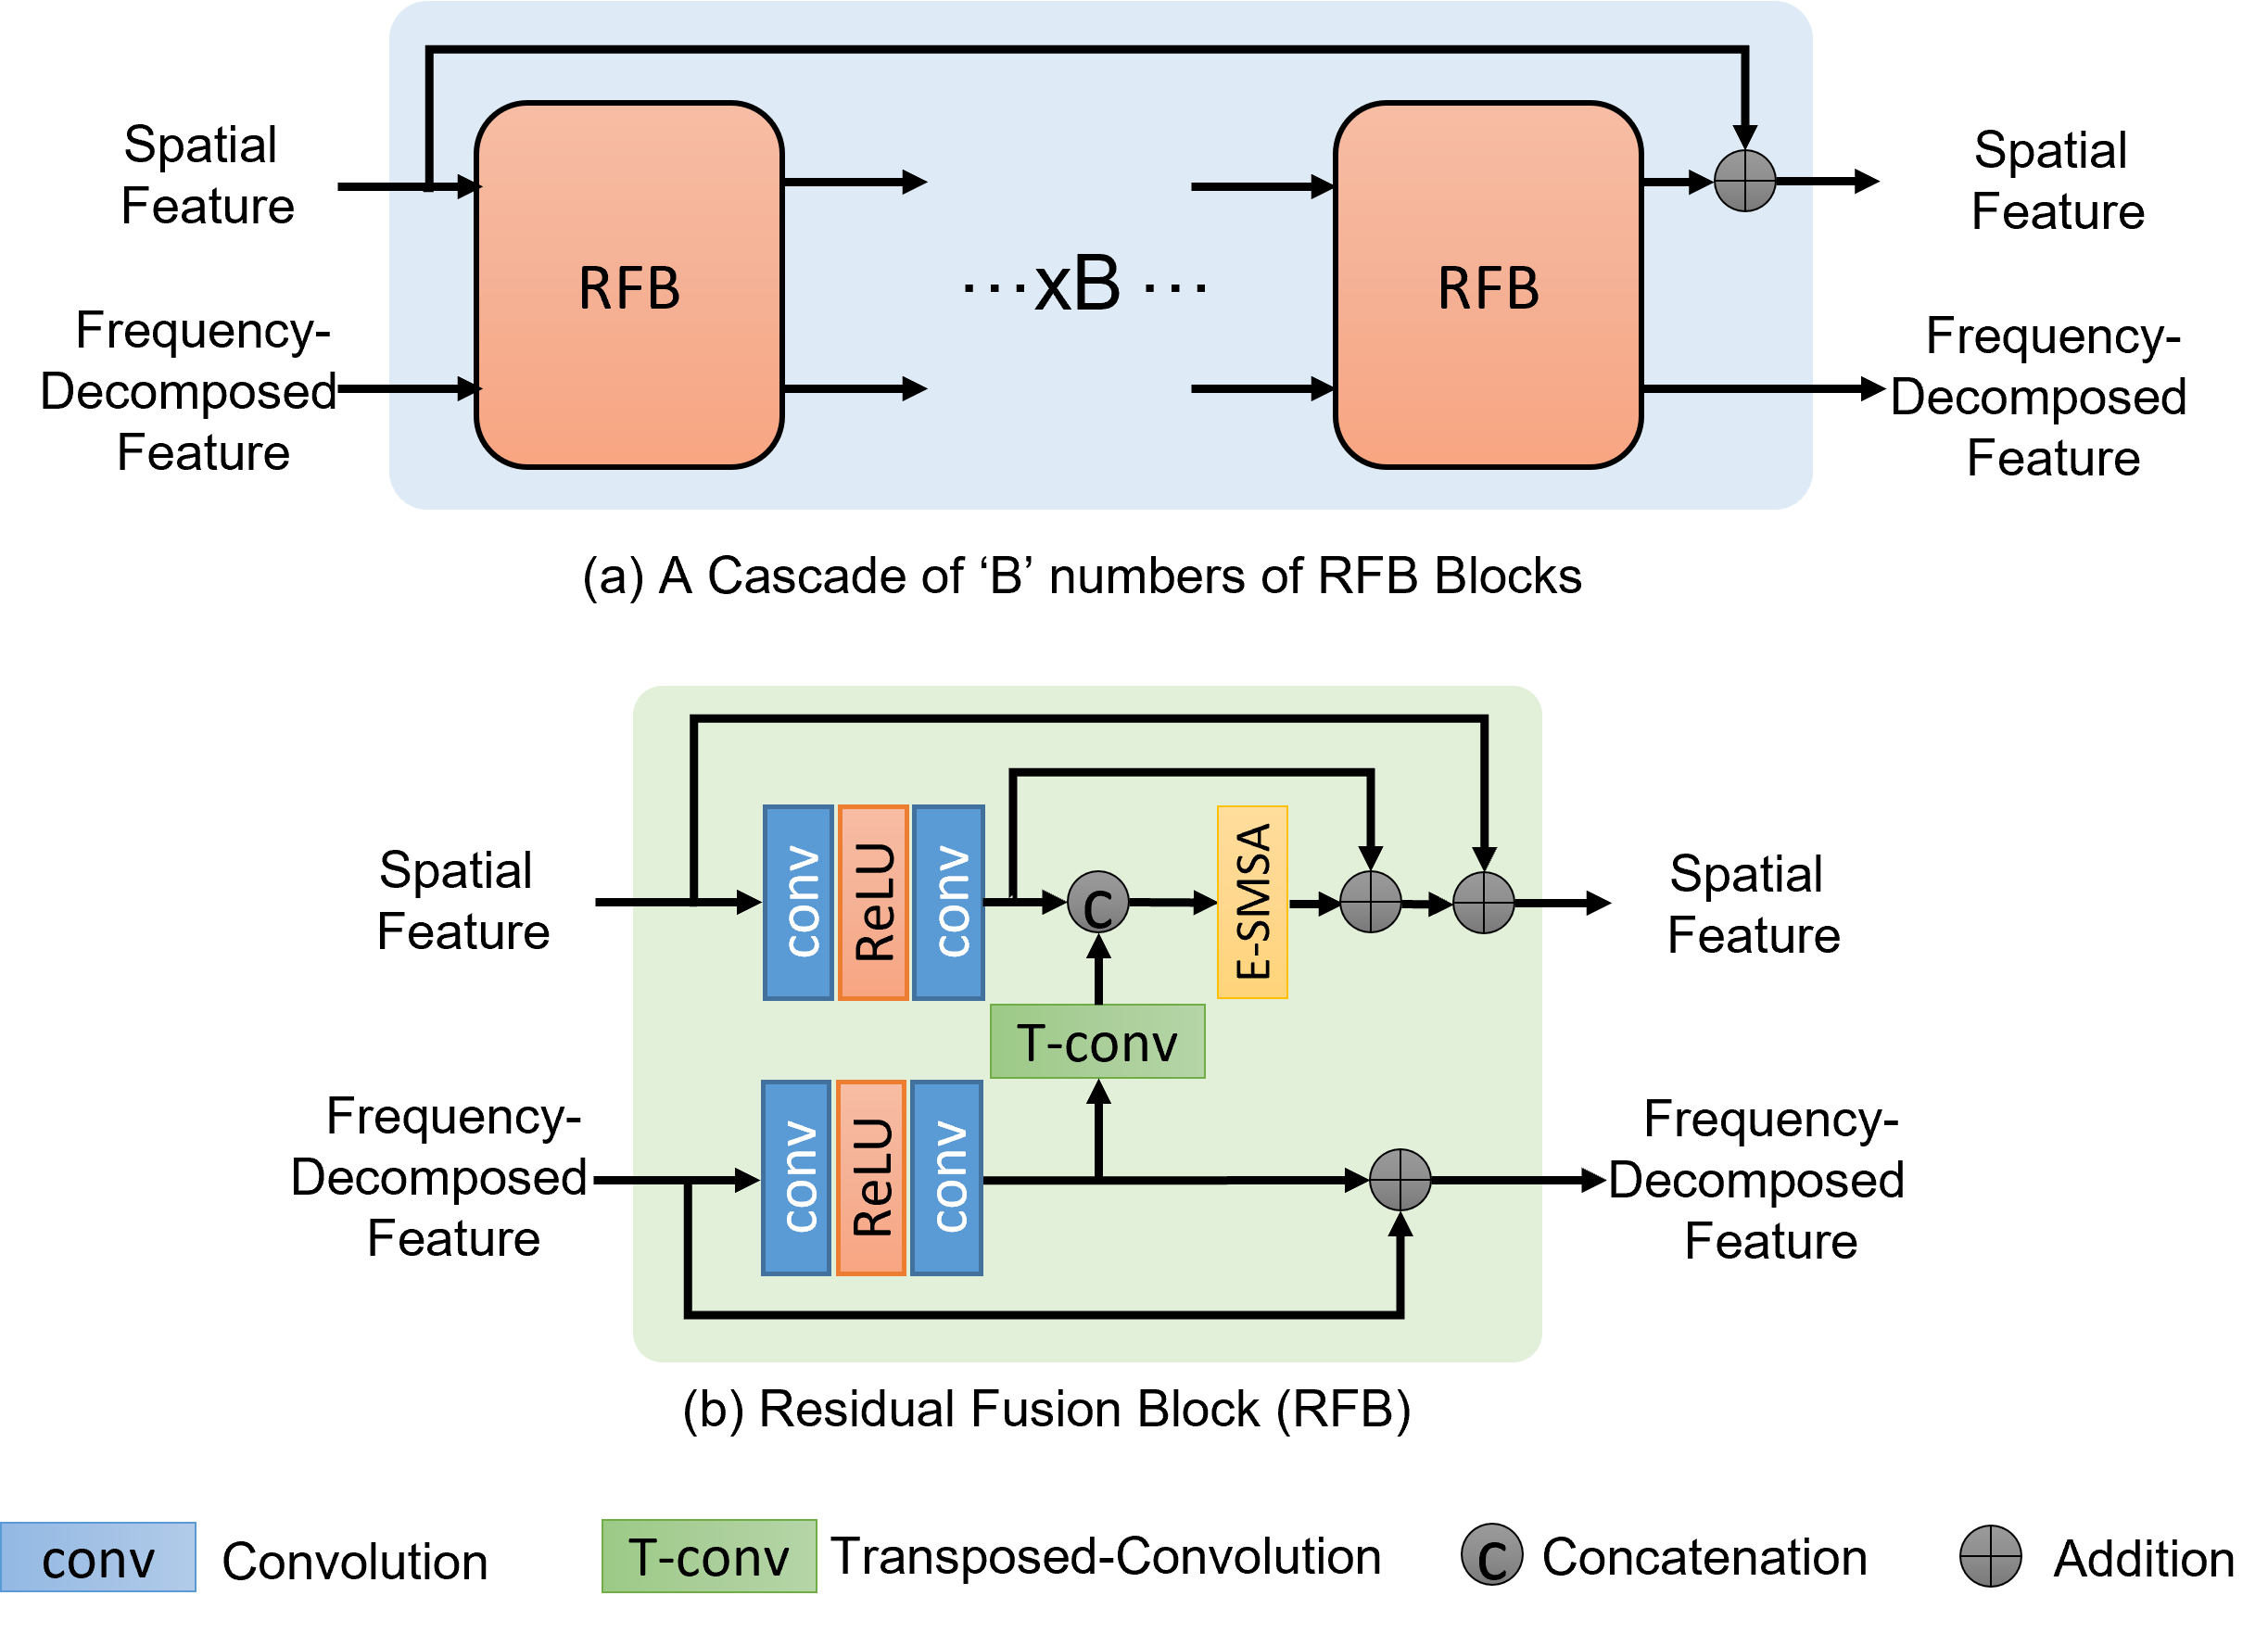 Spatial
Feature
Frequency-
Decomposed
Feature
RFB
···xB ···
RFB
Spatial
Feature
Frequency-
Decomposed
Feature
(a) A Cascade of ‘B’ numbers of RFB Blocks
Spatial
Feature
conv
ReLU
conv
C
E-SMSA
Spatial
Feature
T-conv
Frequency-
Decomposed
Feature
conv
ReLU
conv
Frequency-
Decomposed
Feature
(b) Residual Fusion Block (RFB)
conv Convolution
T-conv Transposed-Convolution
C Concatenation
Addition